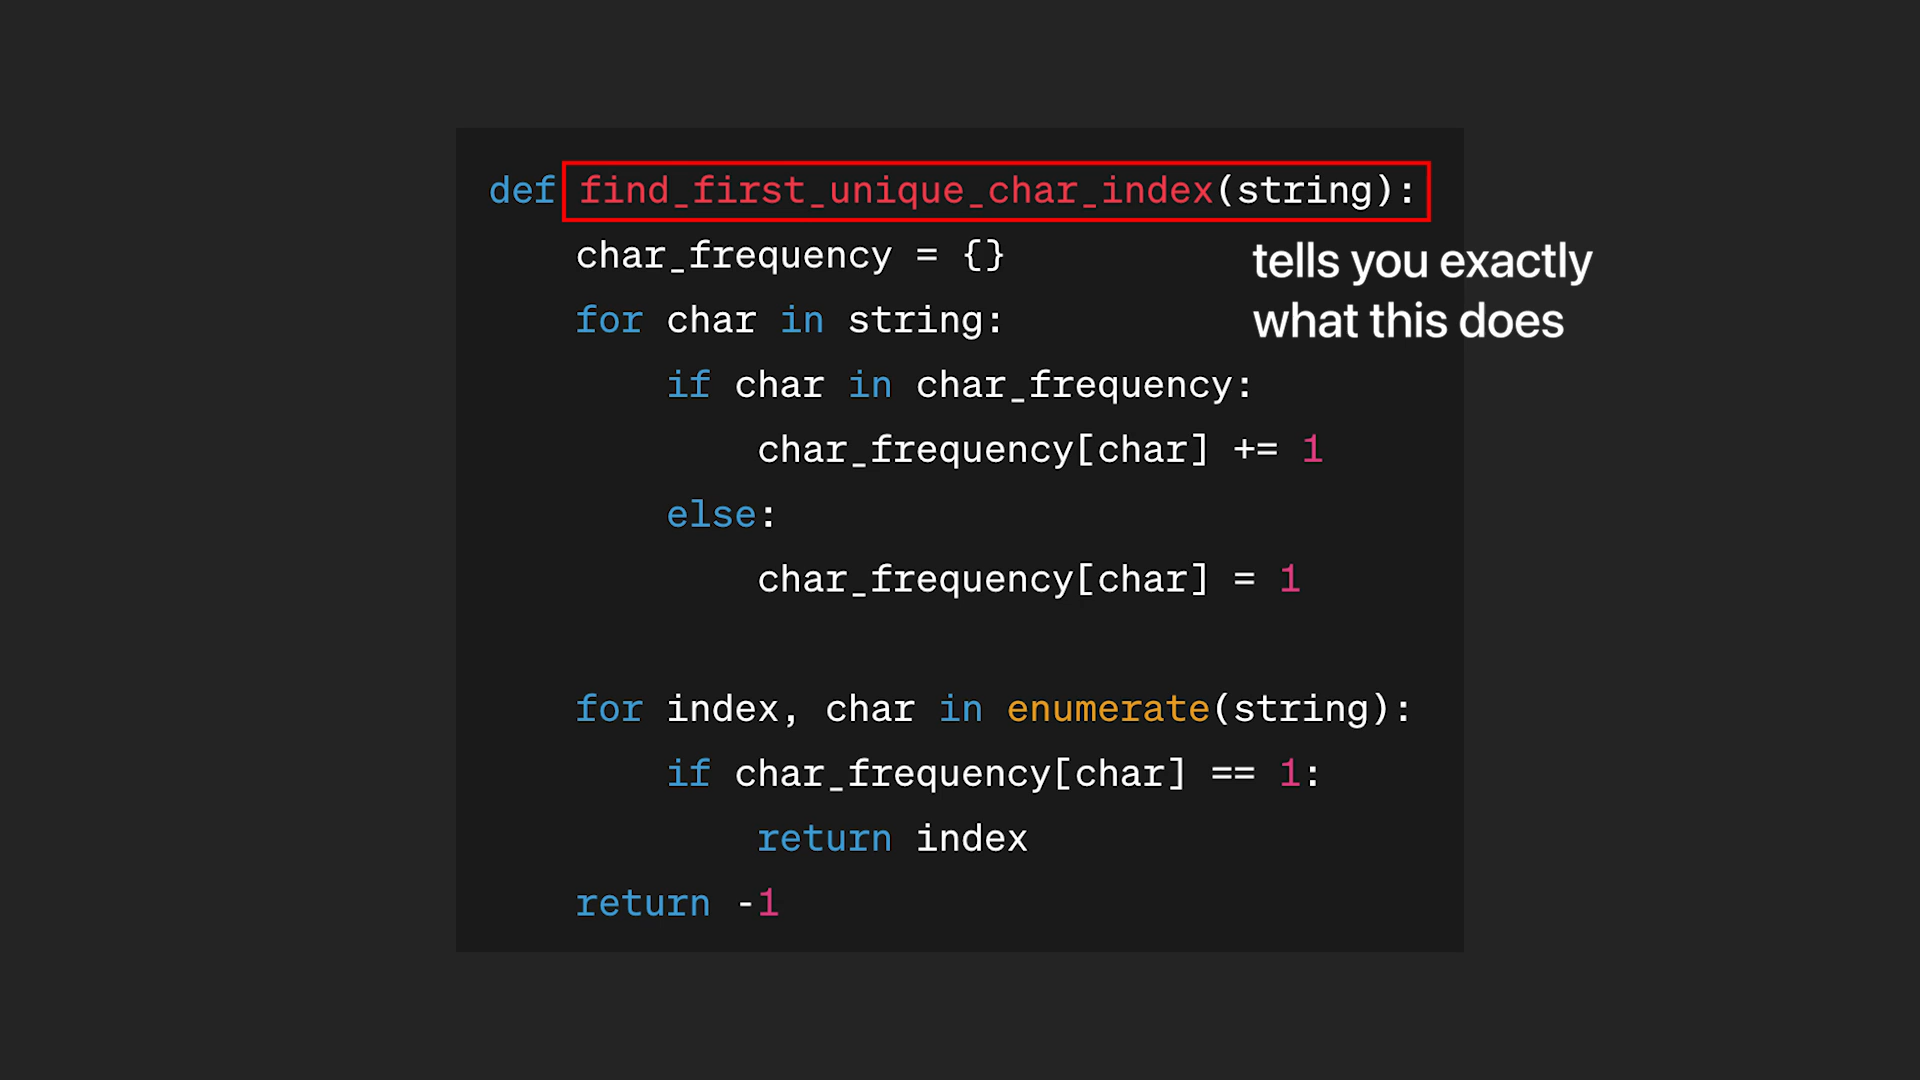 def find_first_unique_char_index(string):
    char_frequency = {}
tells you exactly
what this does
    for char in string:
        if char in char_frequency:
            char_frequency[char] += 1
        else:
            char_frequency[char] = 1
    for index, char in enumerate(string):
        if char_frequency[char] == 1:
            return index
    return -1